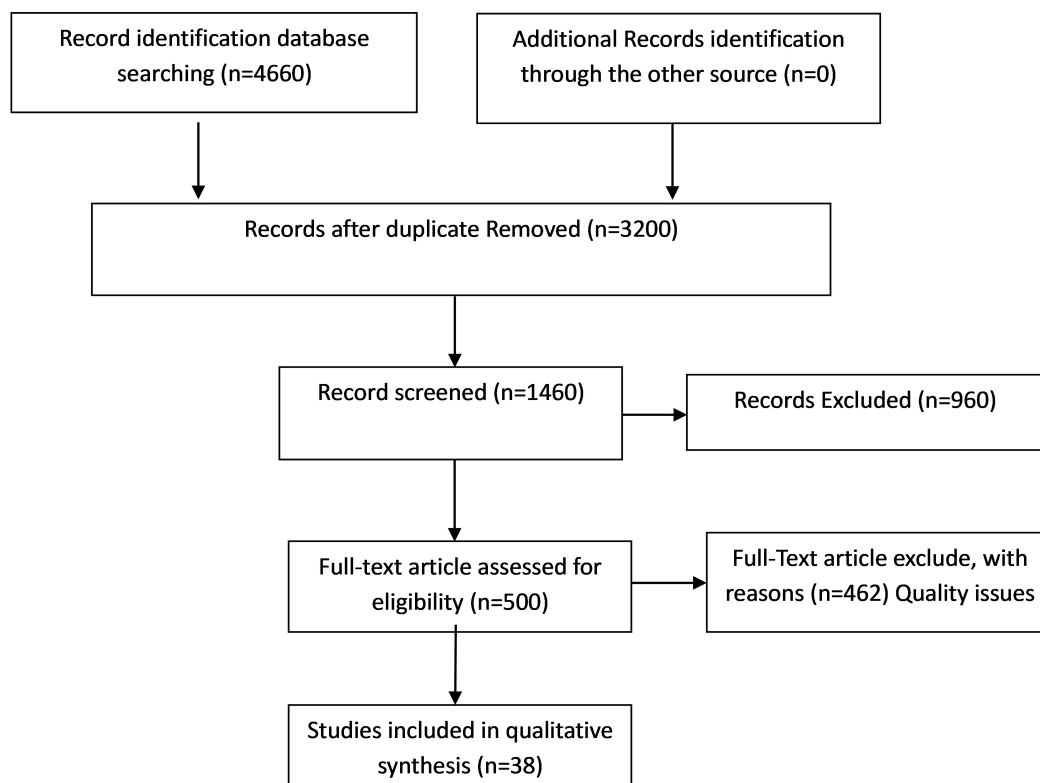 Record identification database
searching (n=4660)
Additional Records identification
through the other source (n=0)
Records after duplicate Removed (n=3200)
Record screened (n=1460)
Records Excluded (n=960)
Full-text article assessed for
eligibility (n=500)
Full-Text article exclude, with
reasons (n=462) Quality issues
Studies included in qualitative
synthesis (n=38)